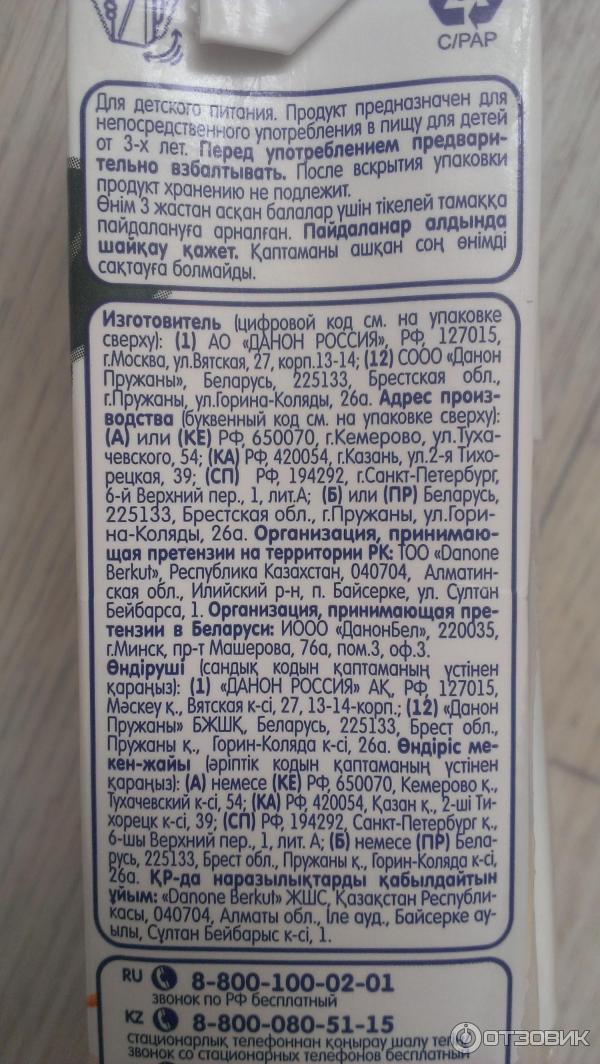 C/PAP
Для детского питания. Продукт предназначен для
непосредственного употребления в пищу для детей
от 3-х лет. Перед употреблением предвари-
тельно взбалтывать. После вскрытия упаковки
продукт хранению не подлежит.
Өнім 3 жастан асқан балалар үшін тікелей тамаққа
пайдалануға арналған. Пайдаланар алдында
шайқау қажет. Қаптаманы ашқан соң өнімді
сақтауға болмайды.
Изготовитель (цифровой код см. на упаковке
сверху): (1) АО «ДАНОН РОССИЯ», РФ, 127015,
г.Москва, ул.Вятская, 27, корп.13-14; (12) СООО «Данон
Пружаны», Беларусь, 225133, Брестская обл.,
г.Пружаны, ул.Горина-Коляды, 26а. Адрес произ-
водства (буквенный код см. на упаковке сверху):
(А) или (КЕ) РФ, 650070, г.Кемерово, ул.Туха-
чевского, 54; (КА) РФ, 420054, г.Казань, ул.2-я Тихо-
рецкая, 39; (СП) РФ, 194292, г.Санкт-Петербург,
6-й Верхний пер., 1, лит.А; (Б) или (ПР) Беларусь,
225133, Брестская обл., г.Пружаны, ул.Гори-
на-Коляды, 26а. Организация, принимаю-
щая претензии на территории РК: ТОО «Danone
Berkut», Республика Казахстан, 040704, Алматин-
ская обл., Илийский р-н, п. Байсерке, ул. Султан
Бейбарса, 1. Организация, принимающая пре-
тензии в Беларуси: ИООО «ДанонБел», 220035,
г.Минск, пр-т Машерова, 76а, пом.3, оф.3.
Өндіруші (сандық кодын қаптаманың үстінен
қараңыз): (1) «ДАНОН РОССИЯ» АҚ, РФ, 127015,
Мәскеу қ., Вятская к-сі, 27, 13-14-корп.; (12) «Данон
Пружаны» БЖШҚ, Беларусь, 225133, Брест обл.,
Пружаны қ., Горин-Коляда к-сі, 26а. Өндіріс ме-
кен-жайы (әріптік кодын қаптаманың үстінен
қараңыз): (А) немесе (КЕ) РФ, 650070, Кемерово қ.,
Тухачевский к-сі, 54; (КА) РФ, 420054, Қазан қ., 2-ші Ти-
хорецк к-сі, 39; (СП) РФ, 194292, Санкт-Петербург қ.,
6-шы Верхний пер., 1, лит. А; (Б) немесе (ПР) Бела-
русь, 225133, Брест обл., Пружаны қ., Горин-Коляда к-сі,
26а. ҚР-да наразылықтарды қабылдайтын
ұйым: «Danone Berkut» ЖШС, Қазақстан Республи-
касы, 040704, Алматы обл., Іле ауд., Байсерке ау-
ылы, Сұлтан Бейбарыс к-сі, 1.
RU 8-800-100-02-01
звонок по РФ бесплатный
KZ 8-800-080-51-15
стационарлық телефоннан қоңырау шалу тегін
звонок со стационарных телефонов бесплатный
ОТЗОВИК